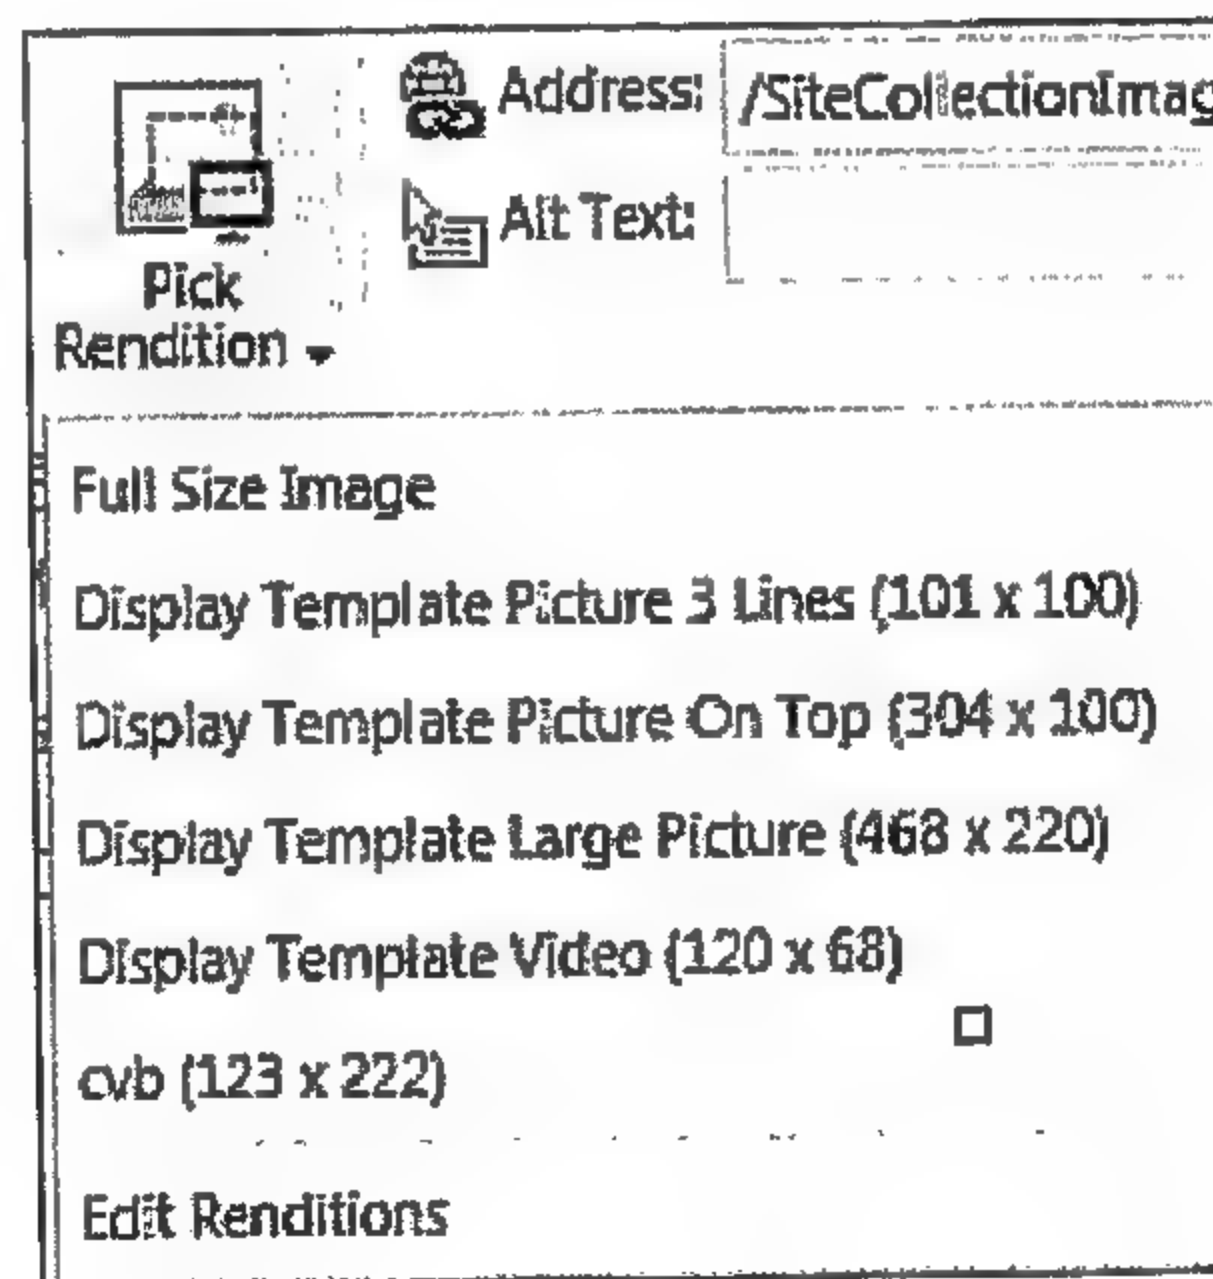 Address: /SiteCollectionImag
Alt Text:
Pick
Rendition
Full Size Image
Display Template Picture 3 Lines (101 x 100)
Display Template Picture On Top (304 x 100)
Display Template Large Picture (468 x 220)
Display Template Video (120 x 68)
cvb (123 x 222)
Edit Renditions